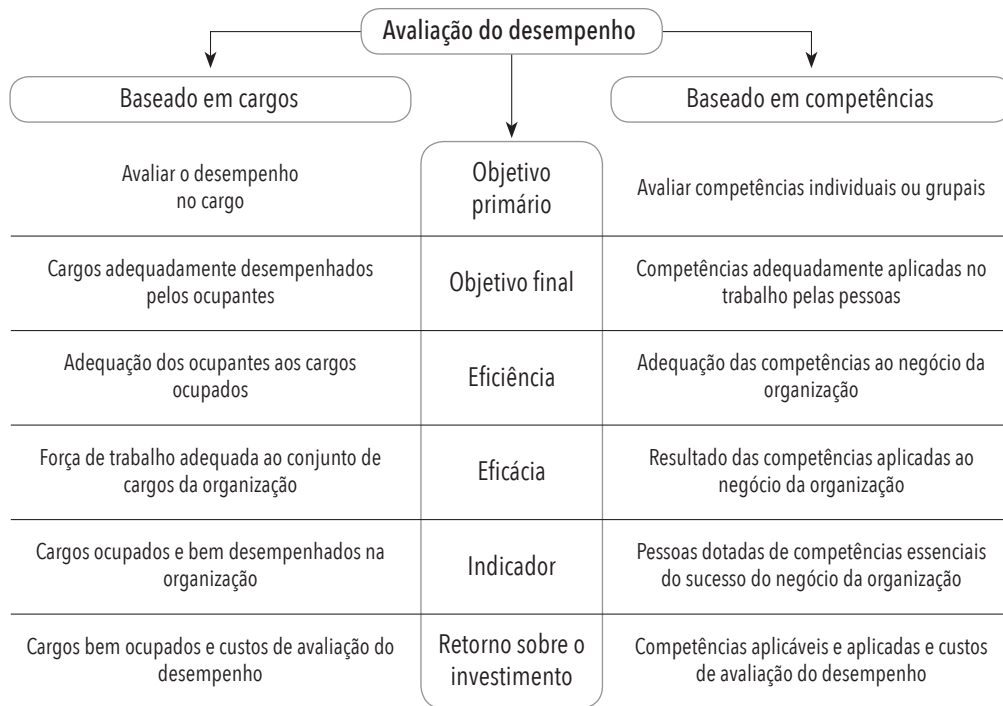 Avaliação do desempenho
Baseado em cargos
Baseado em competências
Avaliar o desempenho
no cargo
Objetivo
primário
Avaliar competências individuais ou grupais
Cargos adequadamente desempenhados
pelos ocupantes
Objetivo final
Competências adequadamente aplicadas no
trabalho pelas pessoas
Adequação dos ocupantes aos cargos
ocupados
Eficiência
Adequação das competências ao negócio da
organização
Força de trabalho adequada ao conjunto de
cargos da organização
Eficácia
Resultado das competências aplicadas ao
negócio da organização
Cargos ocupados e bem desempenhados na
organização
Indicador
Pessoas dotadas de competências essenciais
do sucesso do negócio da organização
Cargos bem ocupados e custos de avaliação do
desempenho
Retorno sobre o
investimento
Competências aplicáveis e aplicadas e custos
de avaliação do desempenho